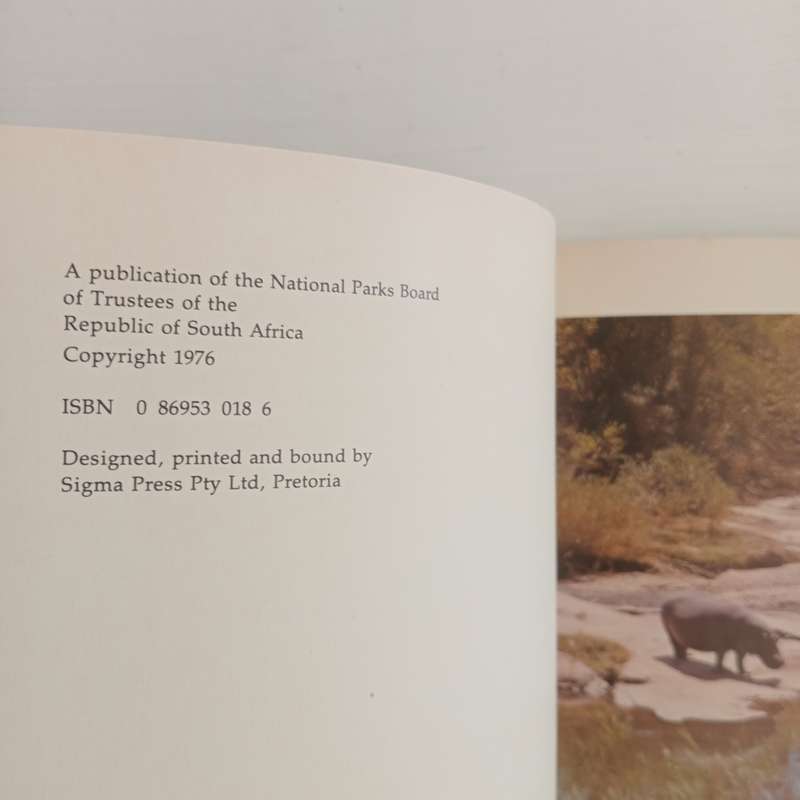 A publication of the National Parks Board
of Trustees of the
Republic of South Africa
Copyright 1976
ISBN 0 86953 018 6
Designed, printed and bound by
Sigma Press Pty Ltd, Pretoria